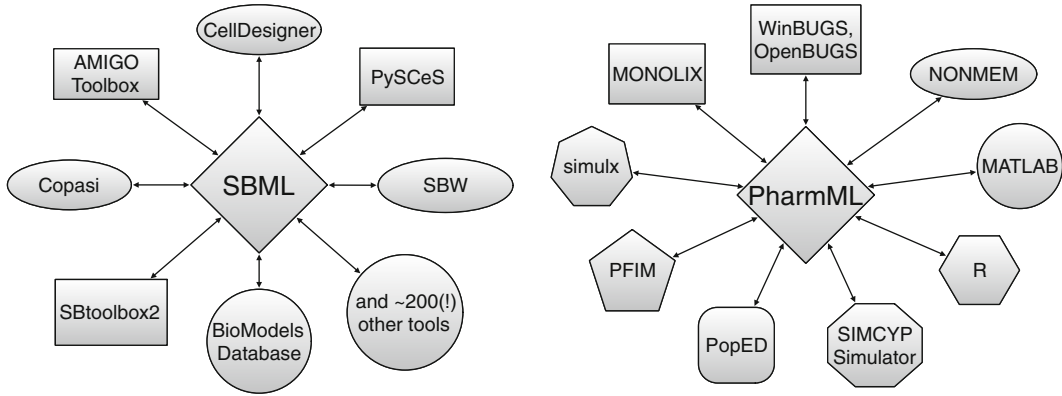 CellDesigner
AMIGO
Toolbox
PySCeS
Copasi
SBML
SBW
SBtoolbox2
BioModels
Database
and ~200(!)
other tools
WinBUGS,
OpenBUGS
MONOLIX
NONMEM
simulx
MATLAB
PharmML
PFIM
R
PopED
SIMCYP
Simulator